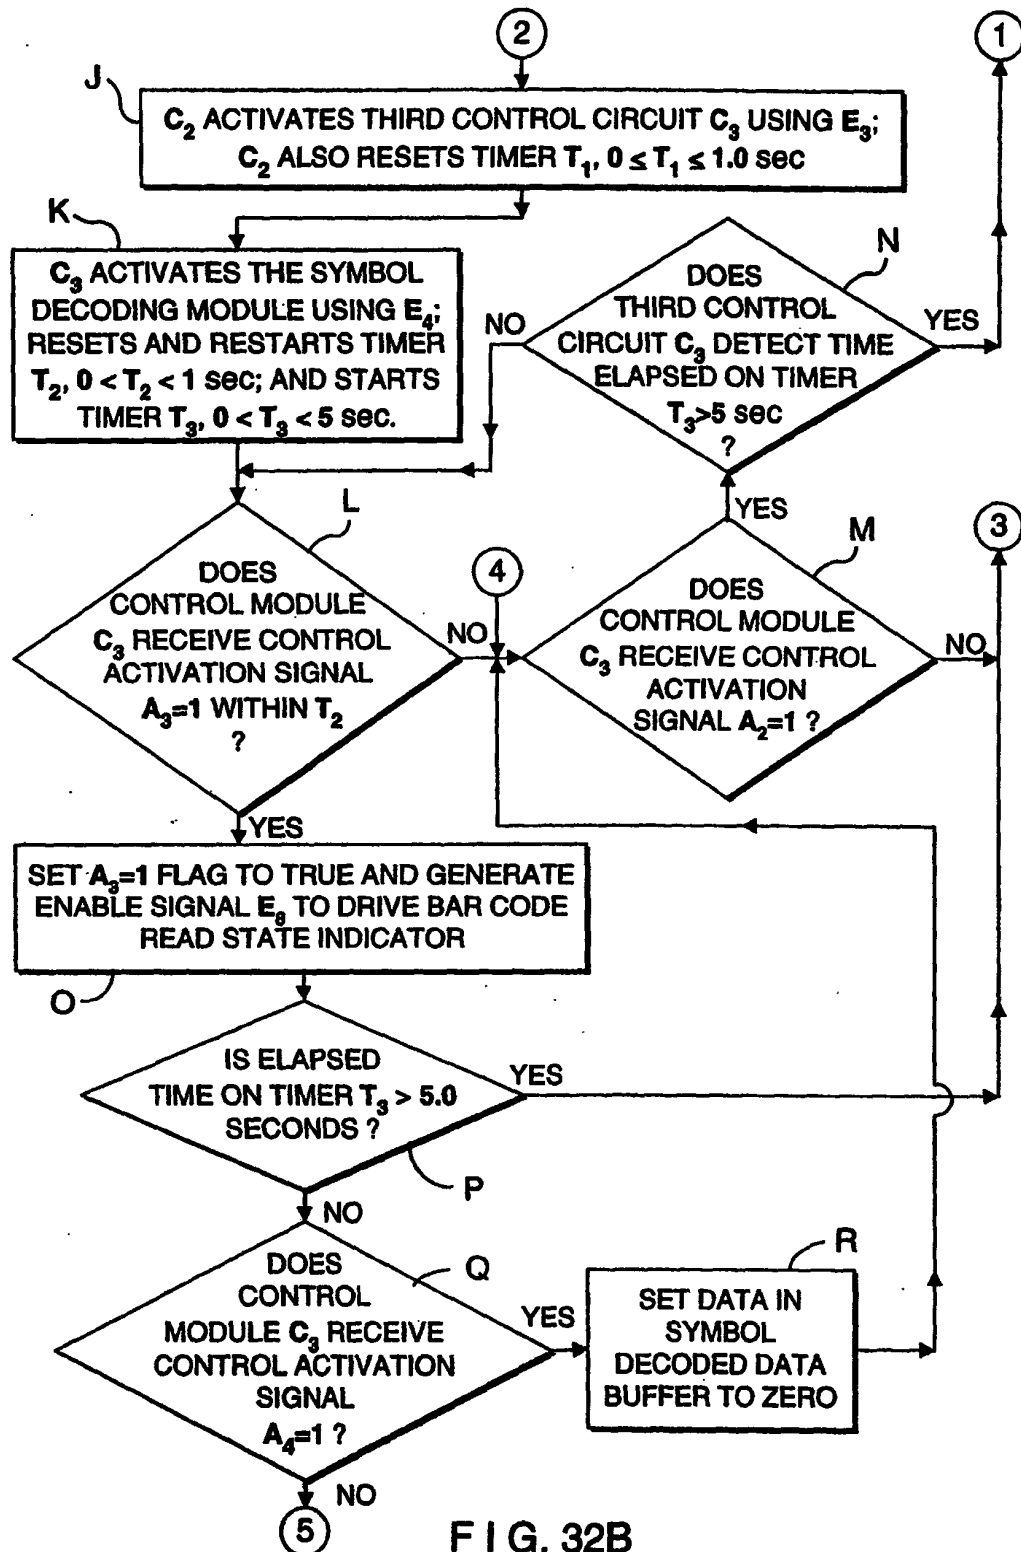 2
1
J
C₂ ACTIVATES THIRD CONTROL CIRCUIT C₃ USING E₃;
C₂ ALSO RESETS TIMER T₁, 0 ≤ T₁ ≤ 1.0 sec
K
C₃ ACTIVATES THE SYMBOL
DECODING MODULE USING E₄;
RESETS AND RESTARTS TIMER
T₂, 0 < T₂ < 1 sec; AND STARTS
TIMER T₃, 0 < T₃ < 5 sec.
N
DOES
THIRD CONTROL
CIRCUIT C₃ DETECT TIME
ELAPSED ON TIMER
T₃>5 sec
?
NO
YES
L
DOES
CONTROL MODULE
C₃ RECEIVE CONTROL
ACTIVATION SIGNAL
A₃=1 WITHIN T₂
?
NO
YES
4
M
YES
DOES
CONTROL MODULE
C₃ RECEIVE CONTROL
ACTIVATION
SIGNAL A₂=1 ?
NO
3
SET A₃=1 FLAG TO TRUE AND GENERATE
ENABLE SIGNAL E₈ TO DRIVE BAR CODE
READ STATE INDICATOR
O
IS ELAPSED
TIME ON TIMER T₃ > 5.0
SECONDS ?
YES
P
NO
DOES
CONTROL
MODULE C₃ RECEIVE
CONTROL ACTIVATION
SIGNAL
A₄=1 ?
Q
YES
R
SET DATA IN
SYMBOL
DECODED DATA
BUFFER TO ZERO
NO
5
FIG. 32B